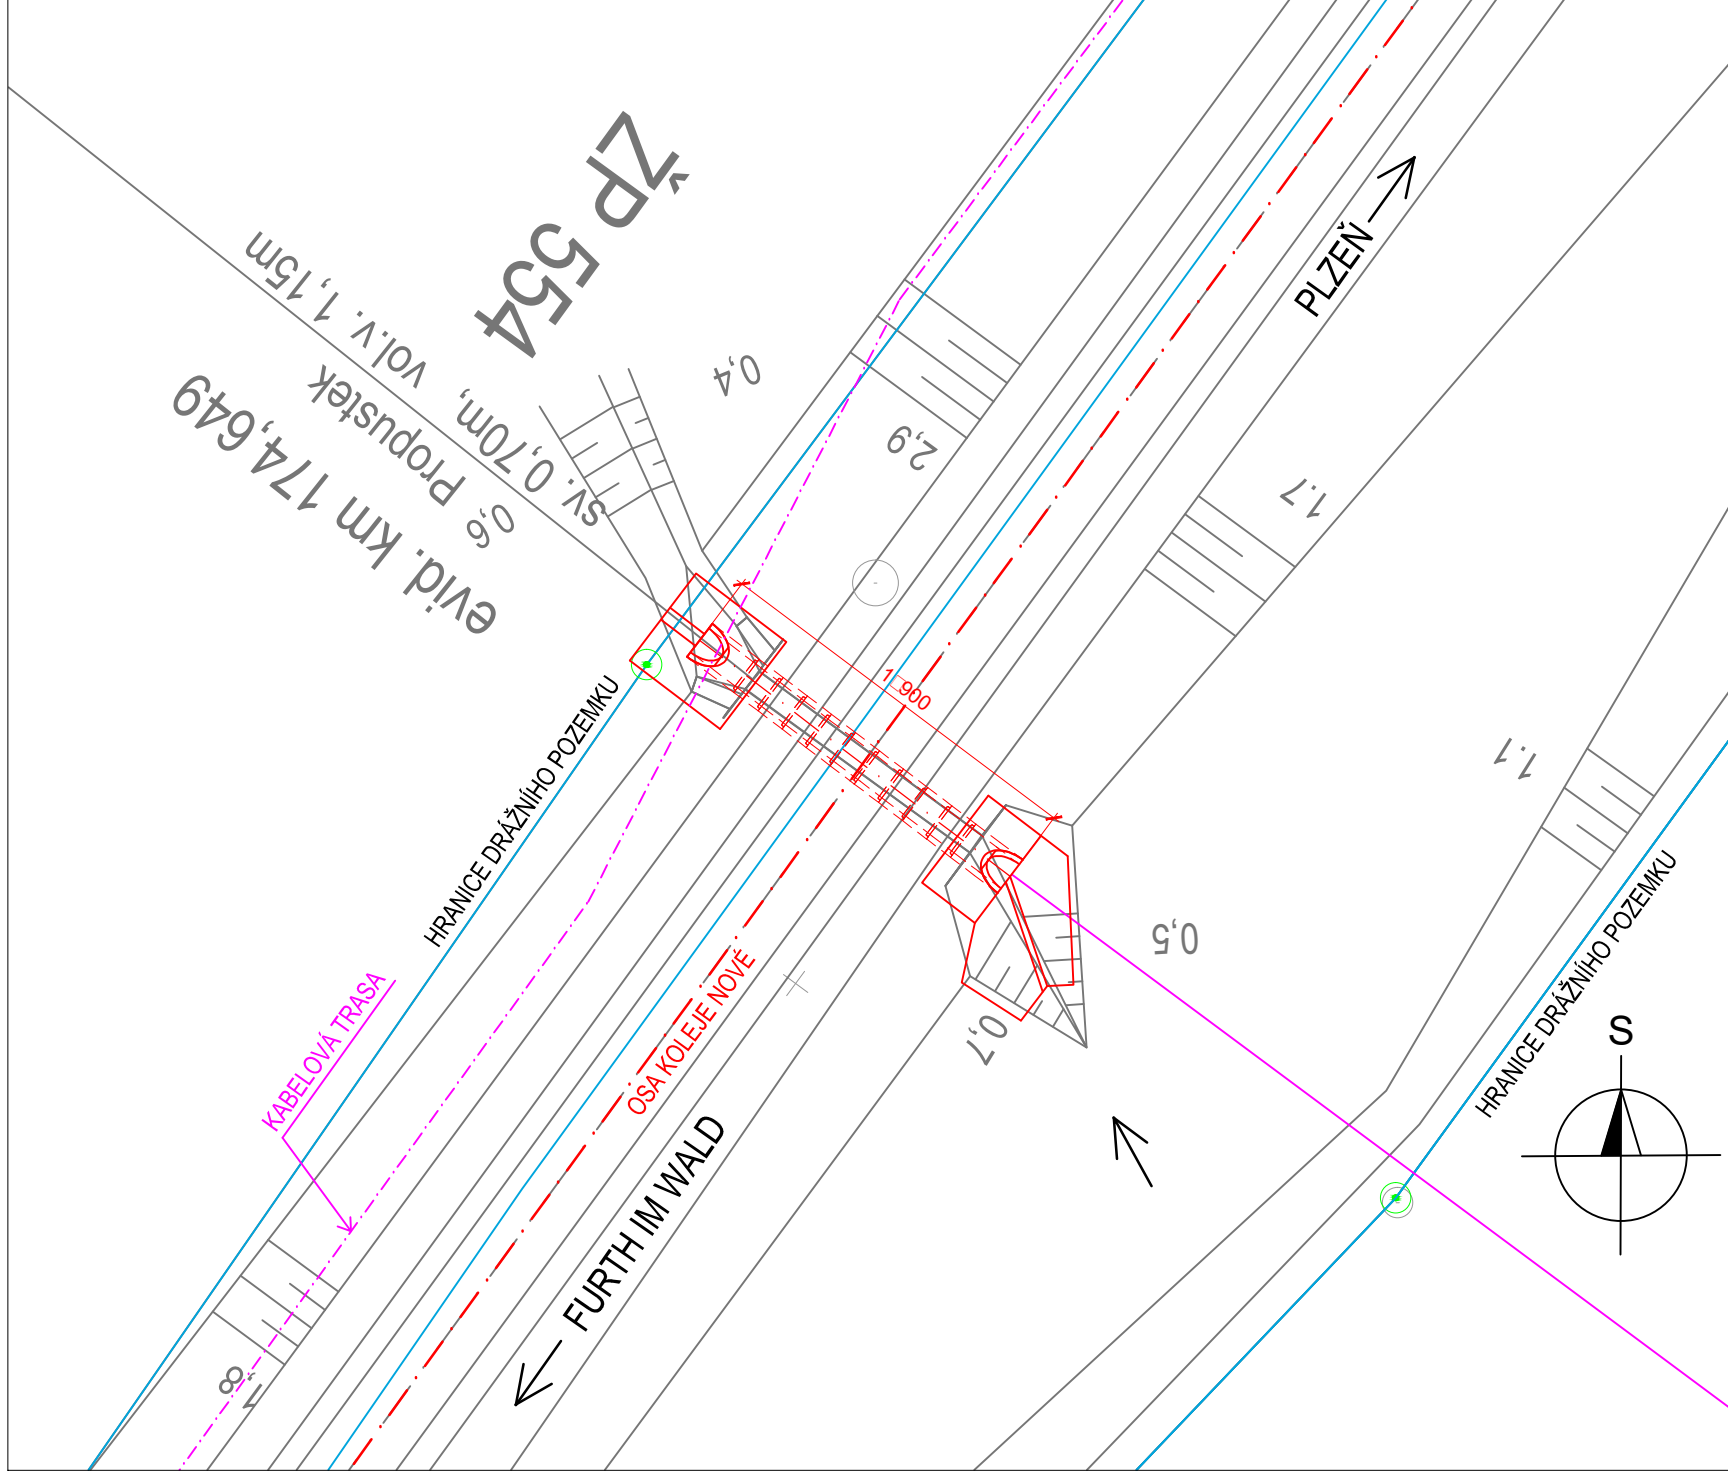 ŽP 554
evid. km 174,649
0,6 Propustek
sv. 0,70m, vol.v. 1,15m
0,4
2,9
PLZEŇ
1.7
1.1
HRANICE DRÁŽNÍHO POZEMKU
KABELOVÁ TRASA
OSA KOLEJE NOVÉ
FURTH IM WALD
0,5
0,7
HRANICE DRÁŽNÍHO POZEMKU
S
1,8